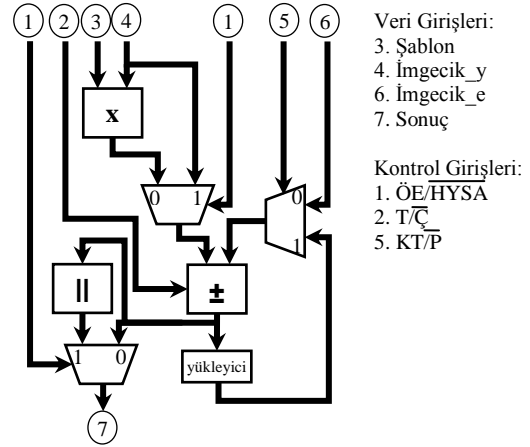 1 2 3 4 1 5 6
x
0 1
0
1
||
±
1 0
yükleyici
7
Veri Girişleri:
3. Şablon
4. İmgecik_y
6. İmgecik_e
7. Sonuç
Kontrol Girişleri:
1. ÖE/H̅Y̅S̅A̅
2. T/Ç̅
5. KT/P̅